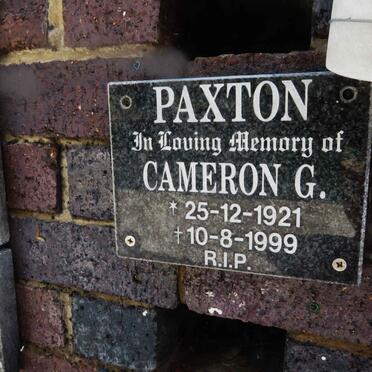 PAXTON
In Loving Memory of
CAMERON G.
* 25-12-1921
† 10-8-1999
R.I.P.